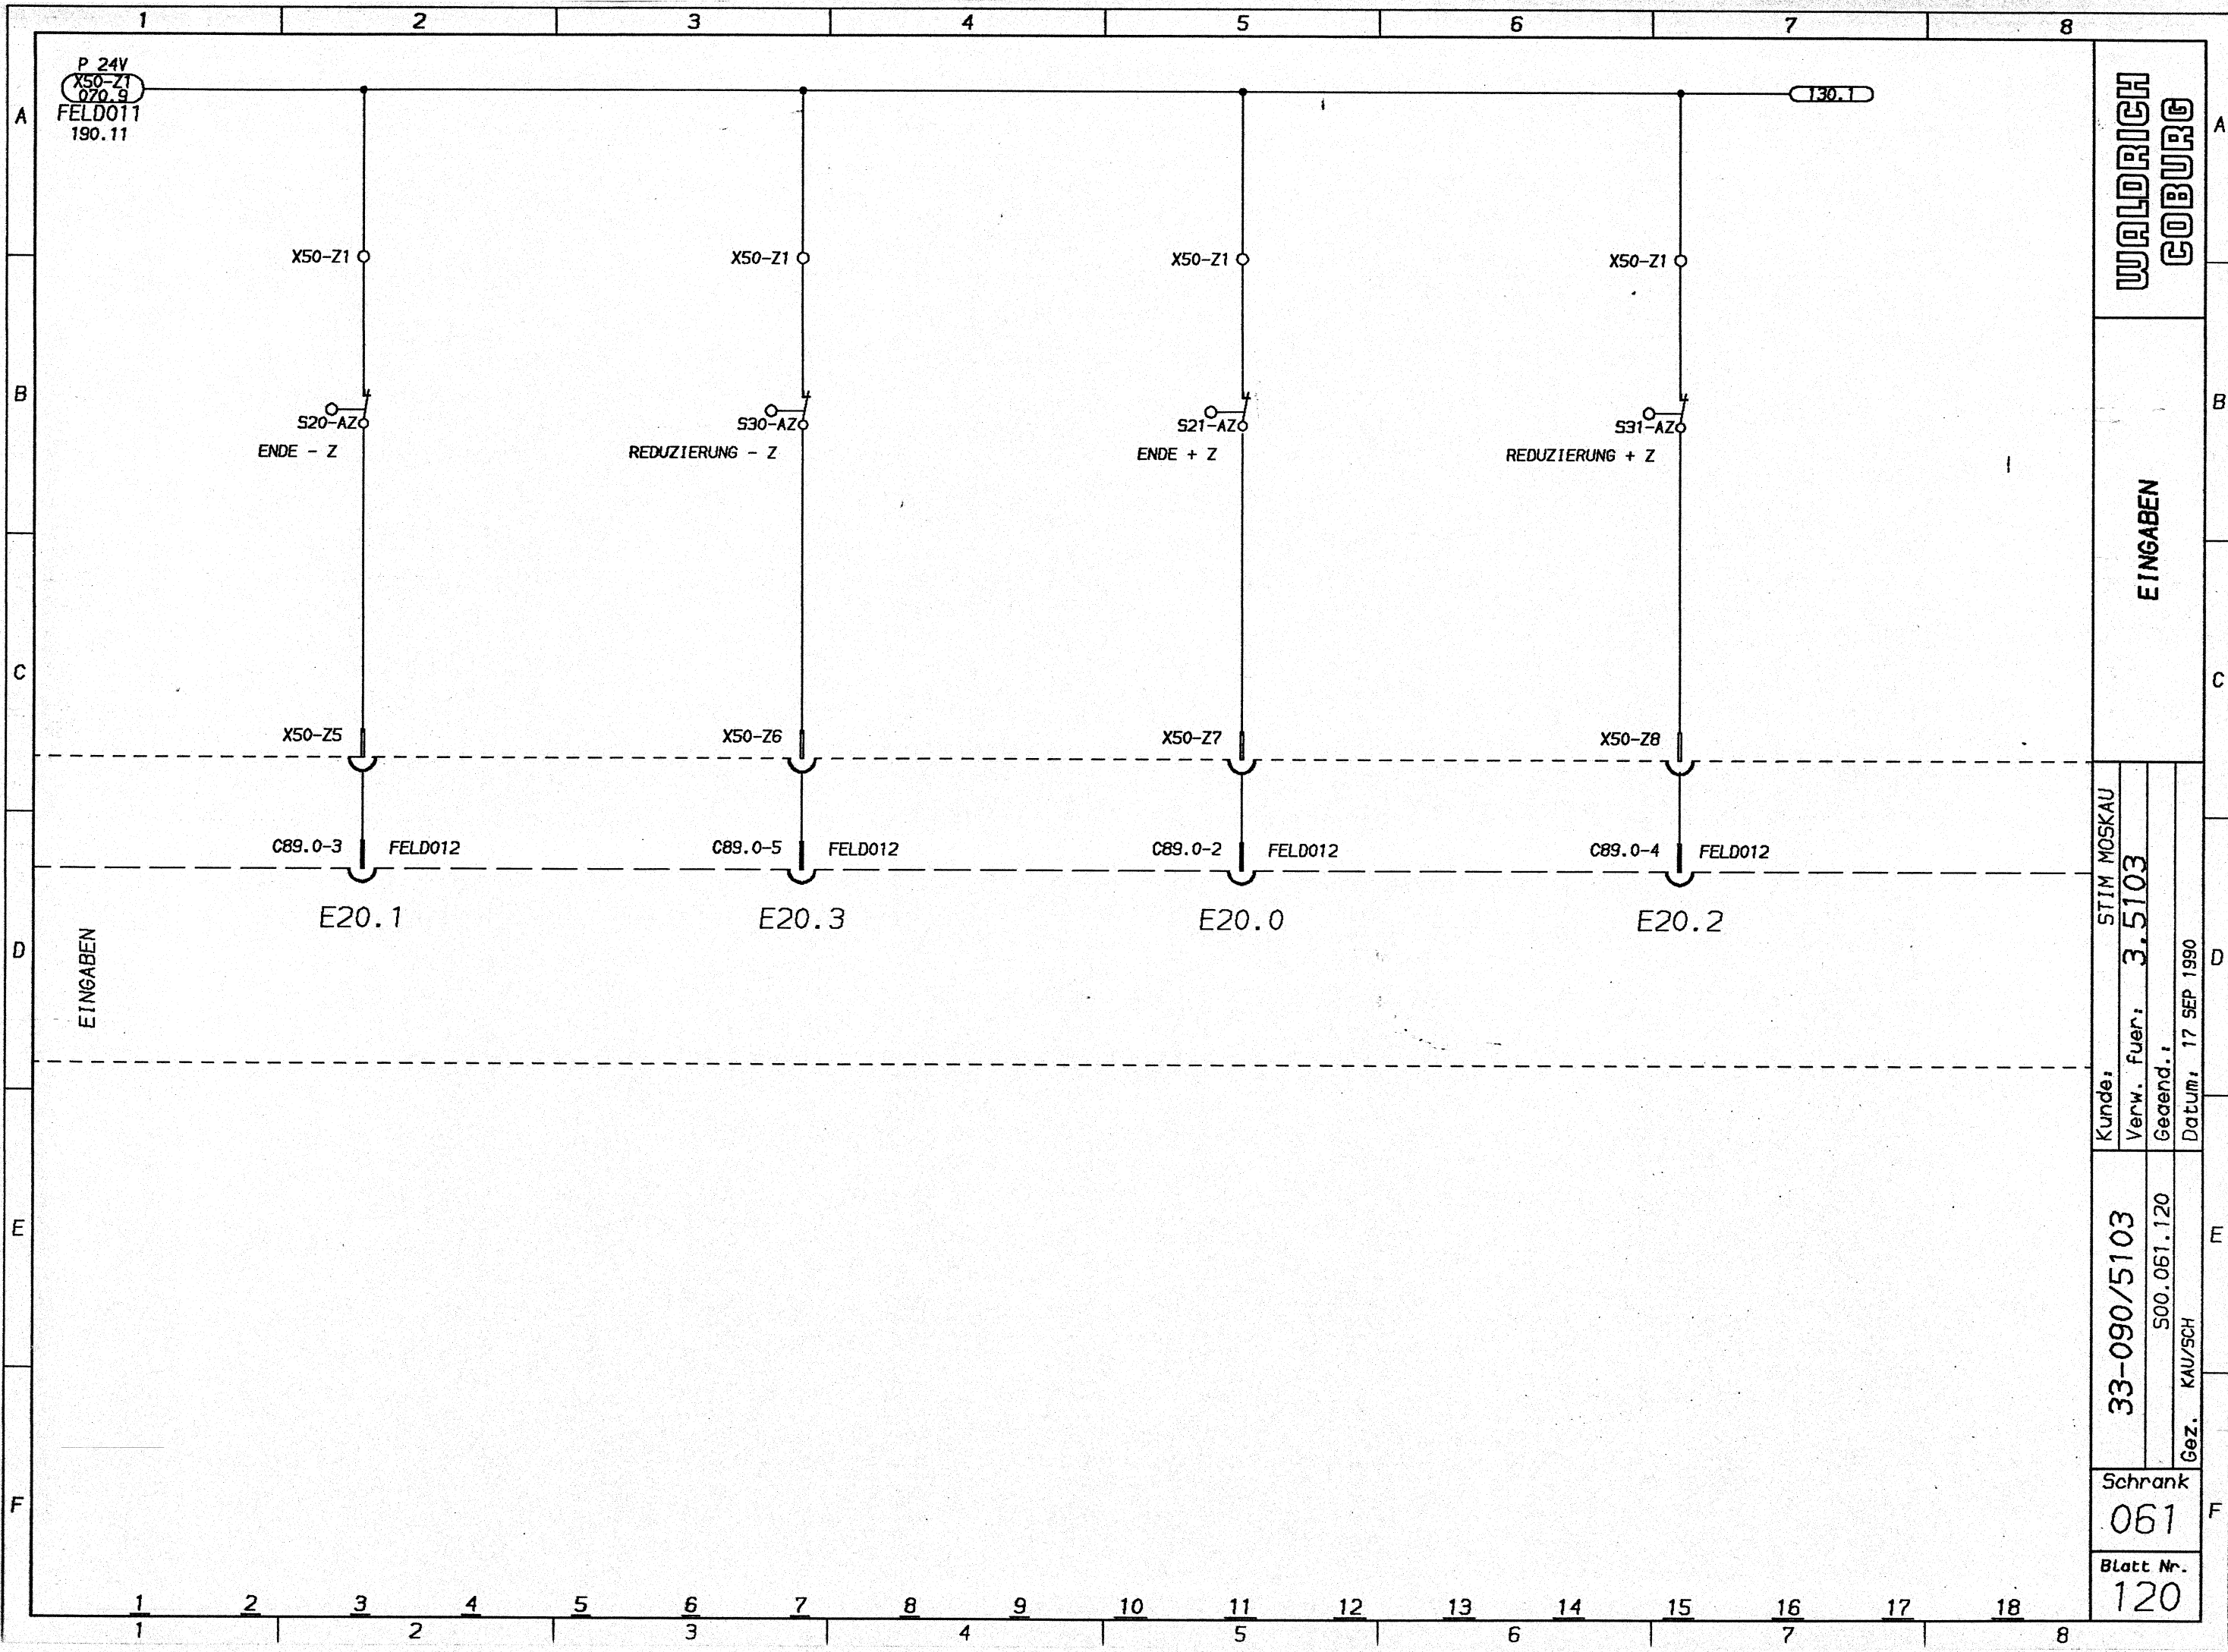 1 2 3 4 5 6 7 8
A
B
C
D
E
F
P 24V
X50-Z1
070.9
FELD011
190.11
130.1
X50-Z1
X50-Z1
X50-Z1
X50-Z1
S20-AZ
ENDE - Z
S30-AZ
REDUZIERUNG - Z
S21-AZ
ENDE + Z
S31-AZ
REDUZIERUNG + Z
X50-Z5
X50-Z6
X50-Z7
X50-Z8
C89.0-3 FELD012
C89.0-5 FELD012
C89.0-2 FELD012
C89.0-4 FELD012
E20.1
E20.3
E20.0
E20.2
EINGABEN
1 2 3 4 5 6 7 8 9 10 11 12 13 14 15 16 17 18
1 2 3 4 5 6 7 8
WALDRICH
COBURG
EINGABEN
Kunde: STIM MOSKAU
Verw. fuer: 3.5103
Geaend.:
Datum: 17 SEP 1990
33-090/5103
S00.061.120
Gez. KAU/SCH
Schrank
061
Blatt Nr.
120
A
B
C
D
E
F